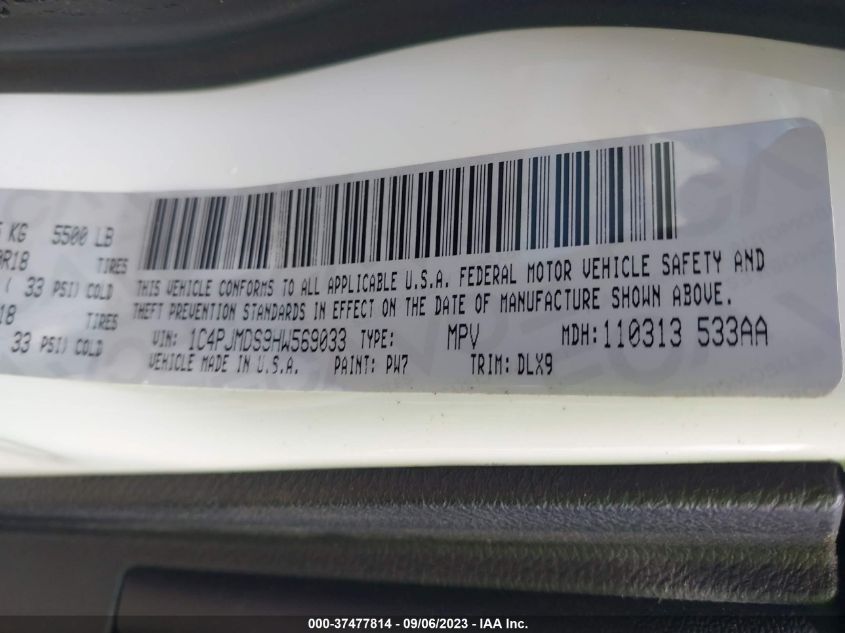 KG 5500 LB
R18 TIRES
( 33 PSI) COLD
18 TIRES
33 PSI) COLD
THIS VEHICLE CONFORMS TO ALL APPLICABLE U.S.A. FEDERAL MOTOR VEHICLE SAFETY AND
THEFT PREVENTION STANDARDS IN EFFECT ON THE DATE OF MANUFACTURE SHOWN ABOVE.
VIN: 1C4PJMDS9HW569033 TYPE: MPV MDH: 110313 533AA
VEHICLE MADE IN U.S.A. PAINT: PW7 TRIM: DLX9
000-37477814 - 09/06/2023 - IAA Inc.